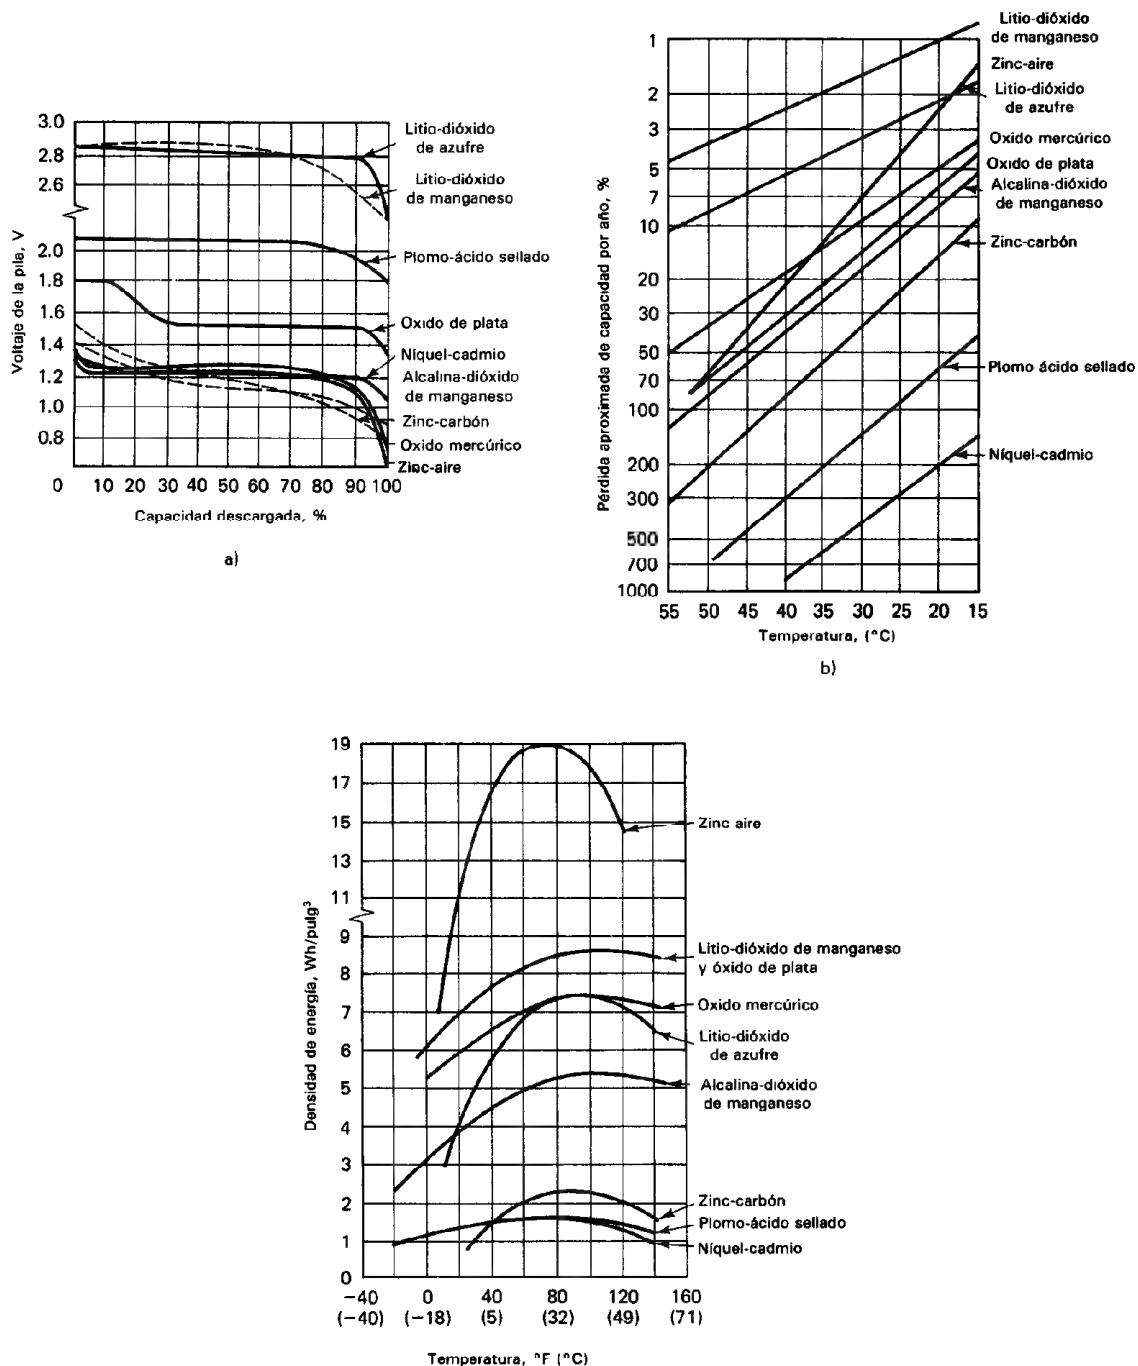 Voltaje de la pila, V
3.0
2.8
2.6
2.0
1.8
1.6
1.4
1.2
1.0
0.8
0 10 20 30 40 50 60 70 80 90 100
Capacidad descargada, %
Litio-dióxido
de azufre
Litio-dióxido
de manganeso
Plomo-ácido sellado
Oxido de plata
Níquel-cadmio
Alcalina-dióxido
de manganeso
Zinc-carbón
Oxido mercúrico
Zinc-aire
a)
Pérdida aproximada de capacidad por año, %
1
2
3
5
7
10
20
30
50
70
100
200
300
500
700
1000
55 50 45 40 35 30 25 20 15
Temperatura, (°C)
Litio-dióxido
de manganeso
Zinc-aire
Litio-dióxido
de azufre
Oxido mercúrico
Oxido de plata
Alcalina-dióxido
de manganeso
Zinc-carbón
Plomo ácido sellado
Níquel-cadmio
b)
Densidad de energía, Wh/pulg³
19
17
15
13
11
9
8
7
6
5
4
3
2
1
0
−40 0 40 80 120 160
(−40) (−18) (5) (32) (49) (71)
Temperatura, °F (°C)
Zinc aire
Litio-dióxido de manganeso
y óxido de plata
Oxido mercúrico
Litio-dióxido
de azufre
Alcalina-dióxido
de manganeso
Zinc-carbón
Plomo-ácido sellado
Níquel-cadmio